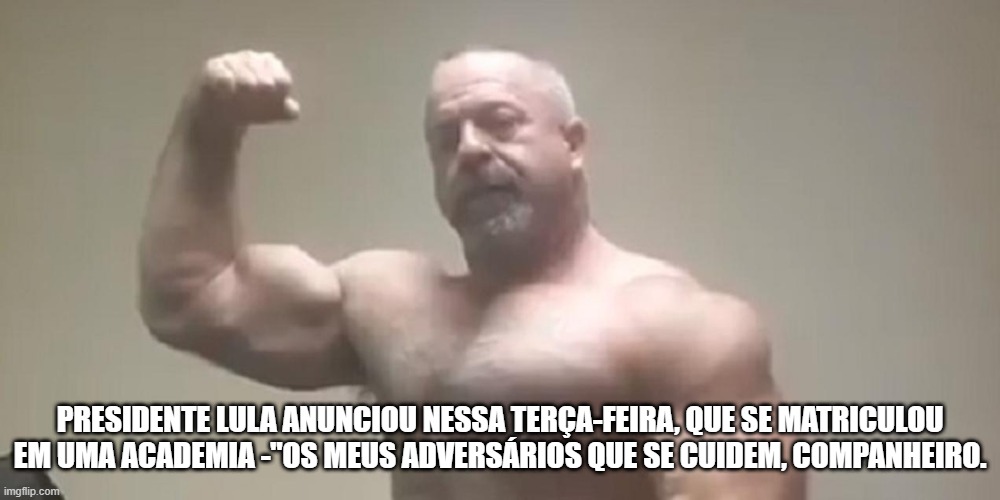 PRESIDENTE LULA ANUNCIOU NESSA TERÇA-FEIRA, QUE SE MATRICULOU
EM UMA ACADEMIA -"OS MEUS ADVERSÁRIOS QUE SE CUIDEM, COMPANHEIRO.
imgflip.com